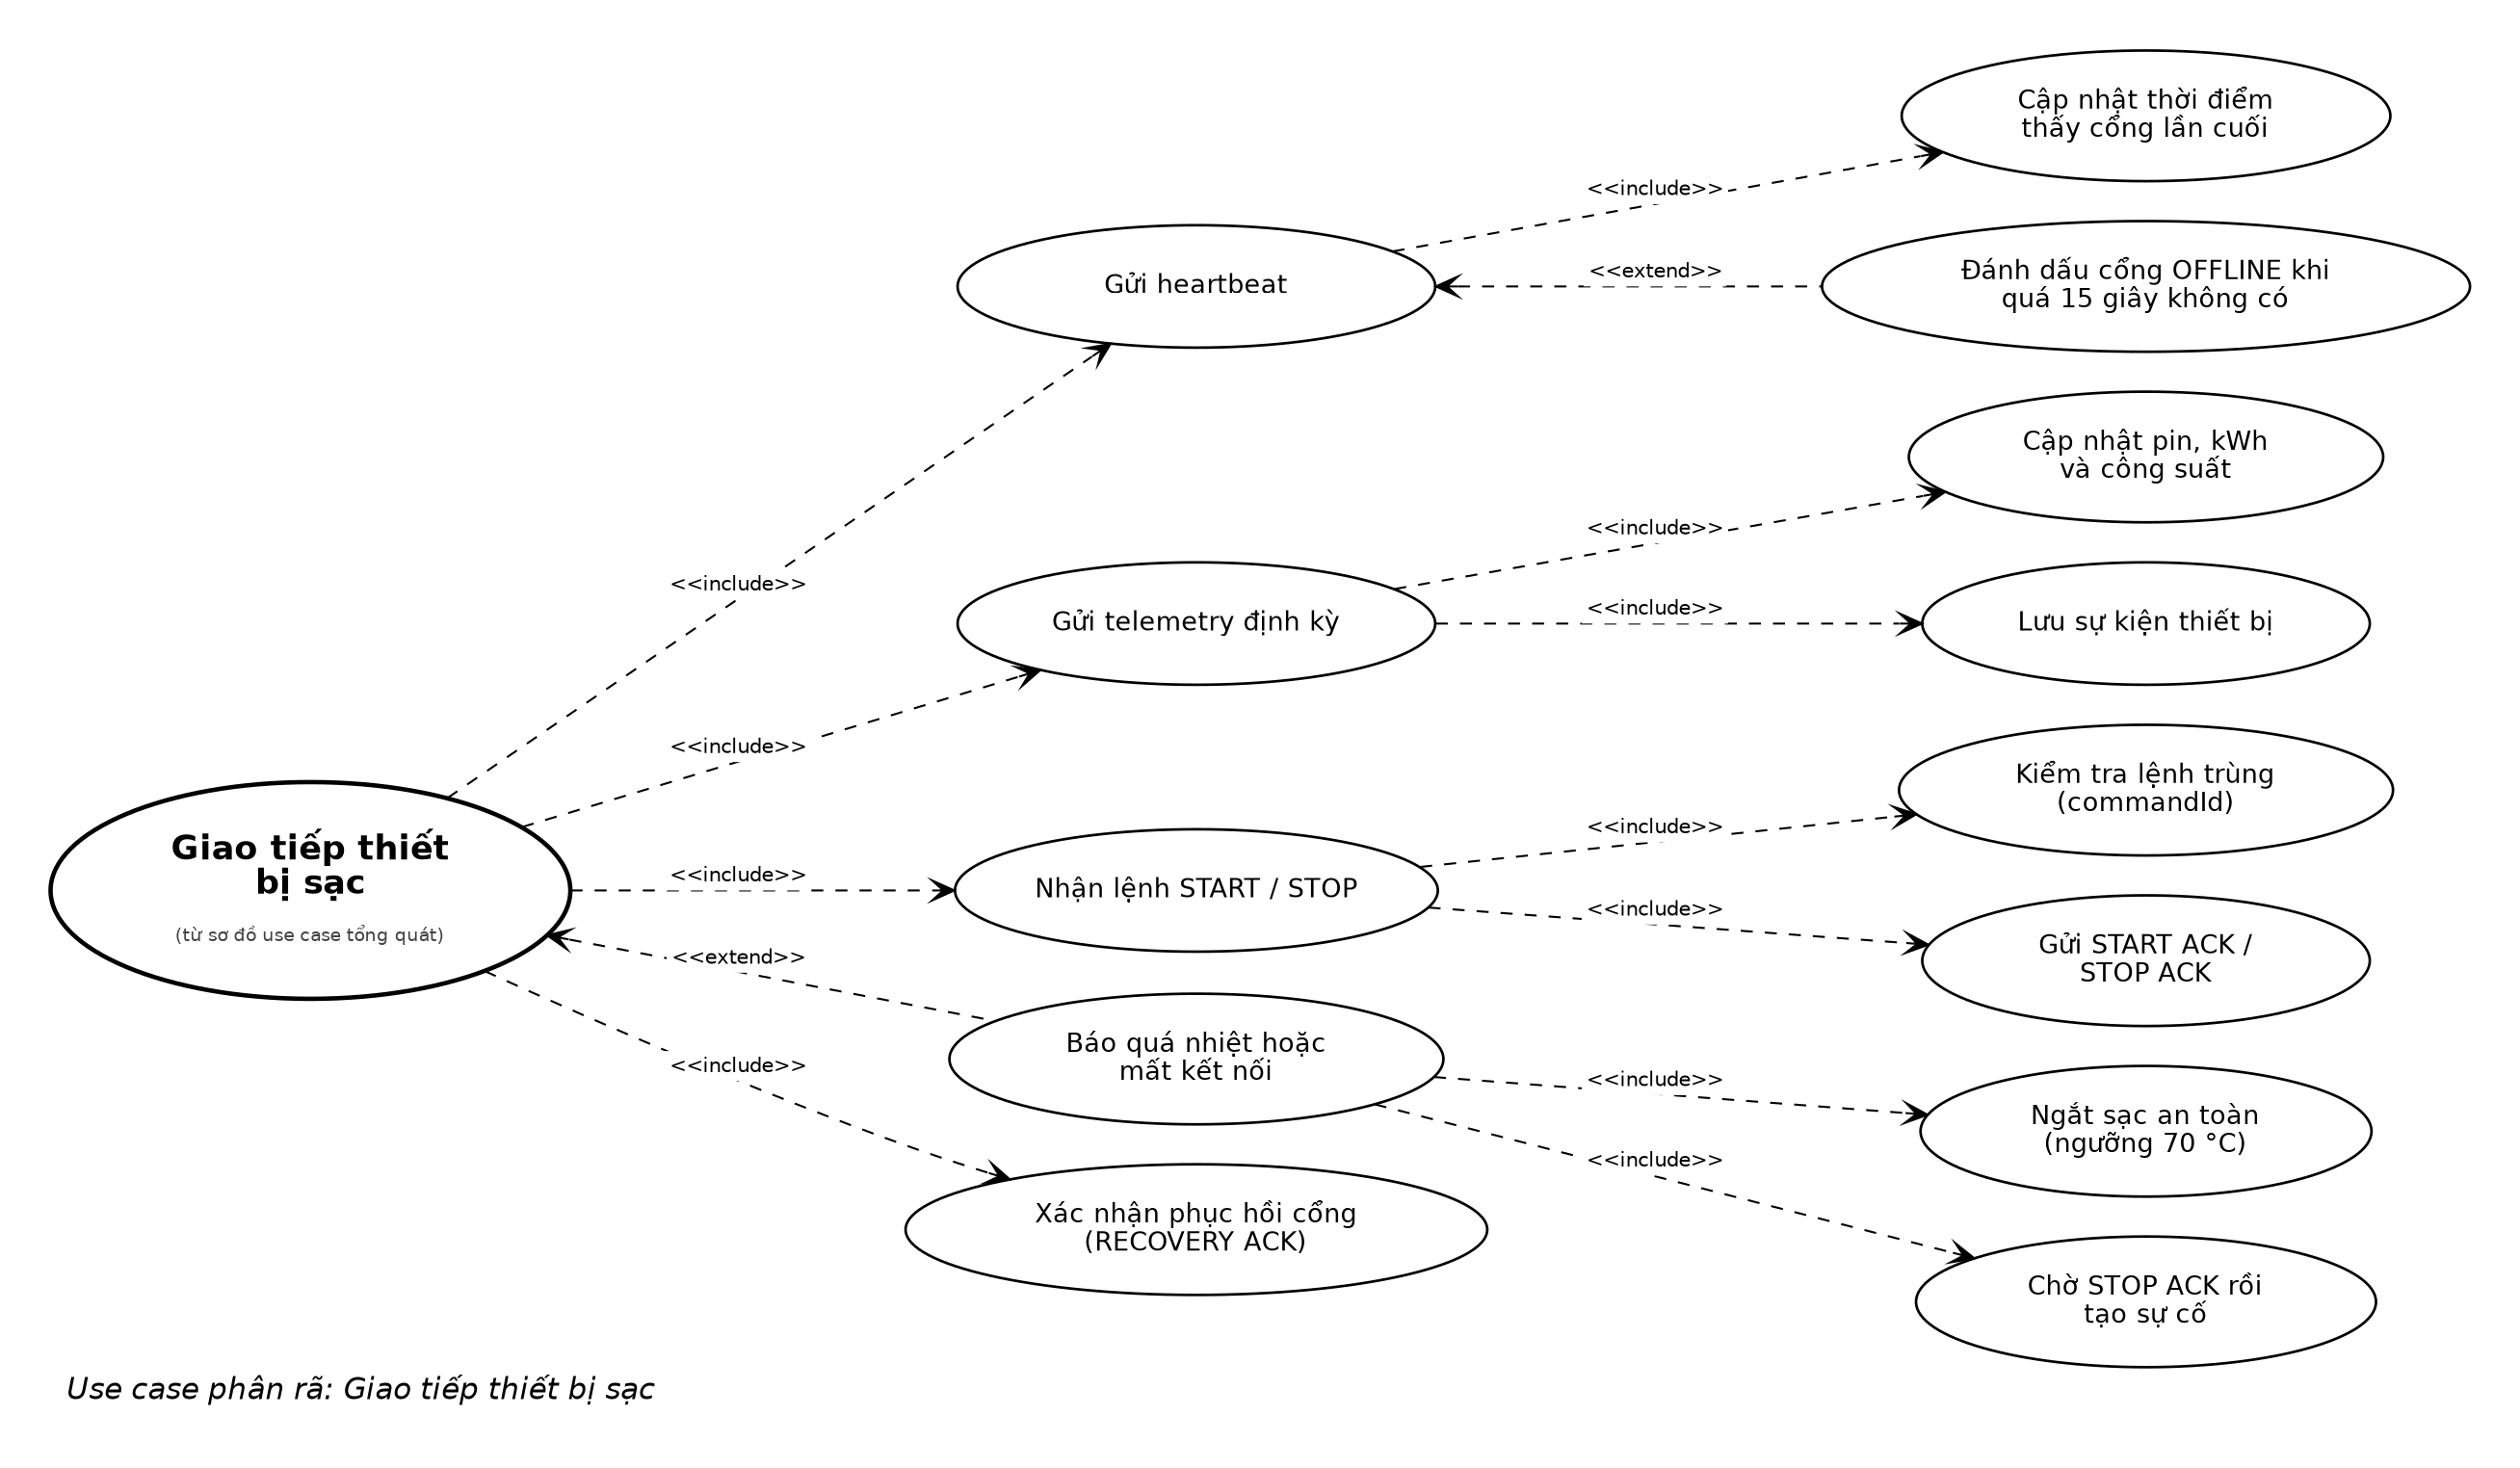 Cập nhật thời điểm
thấy cổng lần cuối
<<include>>
Gửi heartbeat
<<extend>>
Đánh dấu cổng OFFLINE khi
quá 15 giây không có
Cập nhật pin, kWh
và công suất
<<include>>
<<include>>
Gửi telemetry định kỳ
<<include>>
Lưu sự kiện thiết bị
<<include>>
Kiểm tra lệnh trùng
(commandId)
<<include>>
Giao tiếp thiết
bị sạc
(từ sơ đồ use case tổng quát)
<<include>>
Nhận lệnh START / STOP
<<include>>
Gửi START ACK /
STOP ACK
<<extend>>
Báo quá nhiệt hoặc
mất kết nối
<<include>>
Ngắt sạc an toàn
(ngưỡng 70 °C)
<<include>>
<<include>>
Xác nhận phục hồi cổng
(RECOVERY ACK)
Chờ STOP ACK rồi
tạo sự cố
Use case phân rã: Giao tiếp thiết bị sạc